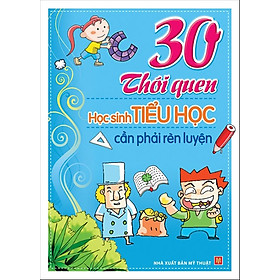 30
Thói quen
Học sinh TIỂU HỌC
cần phải rèn luyện
NHÀ XUẤT BẢN MỸ THUẬT